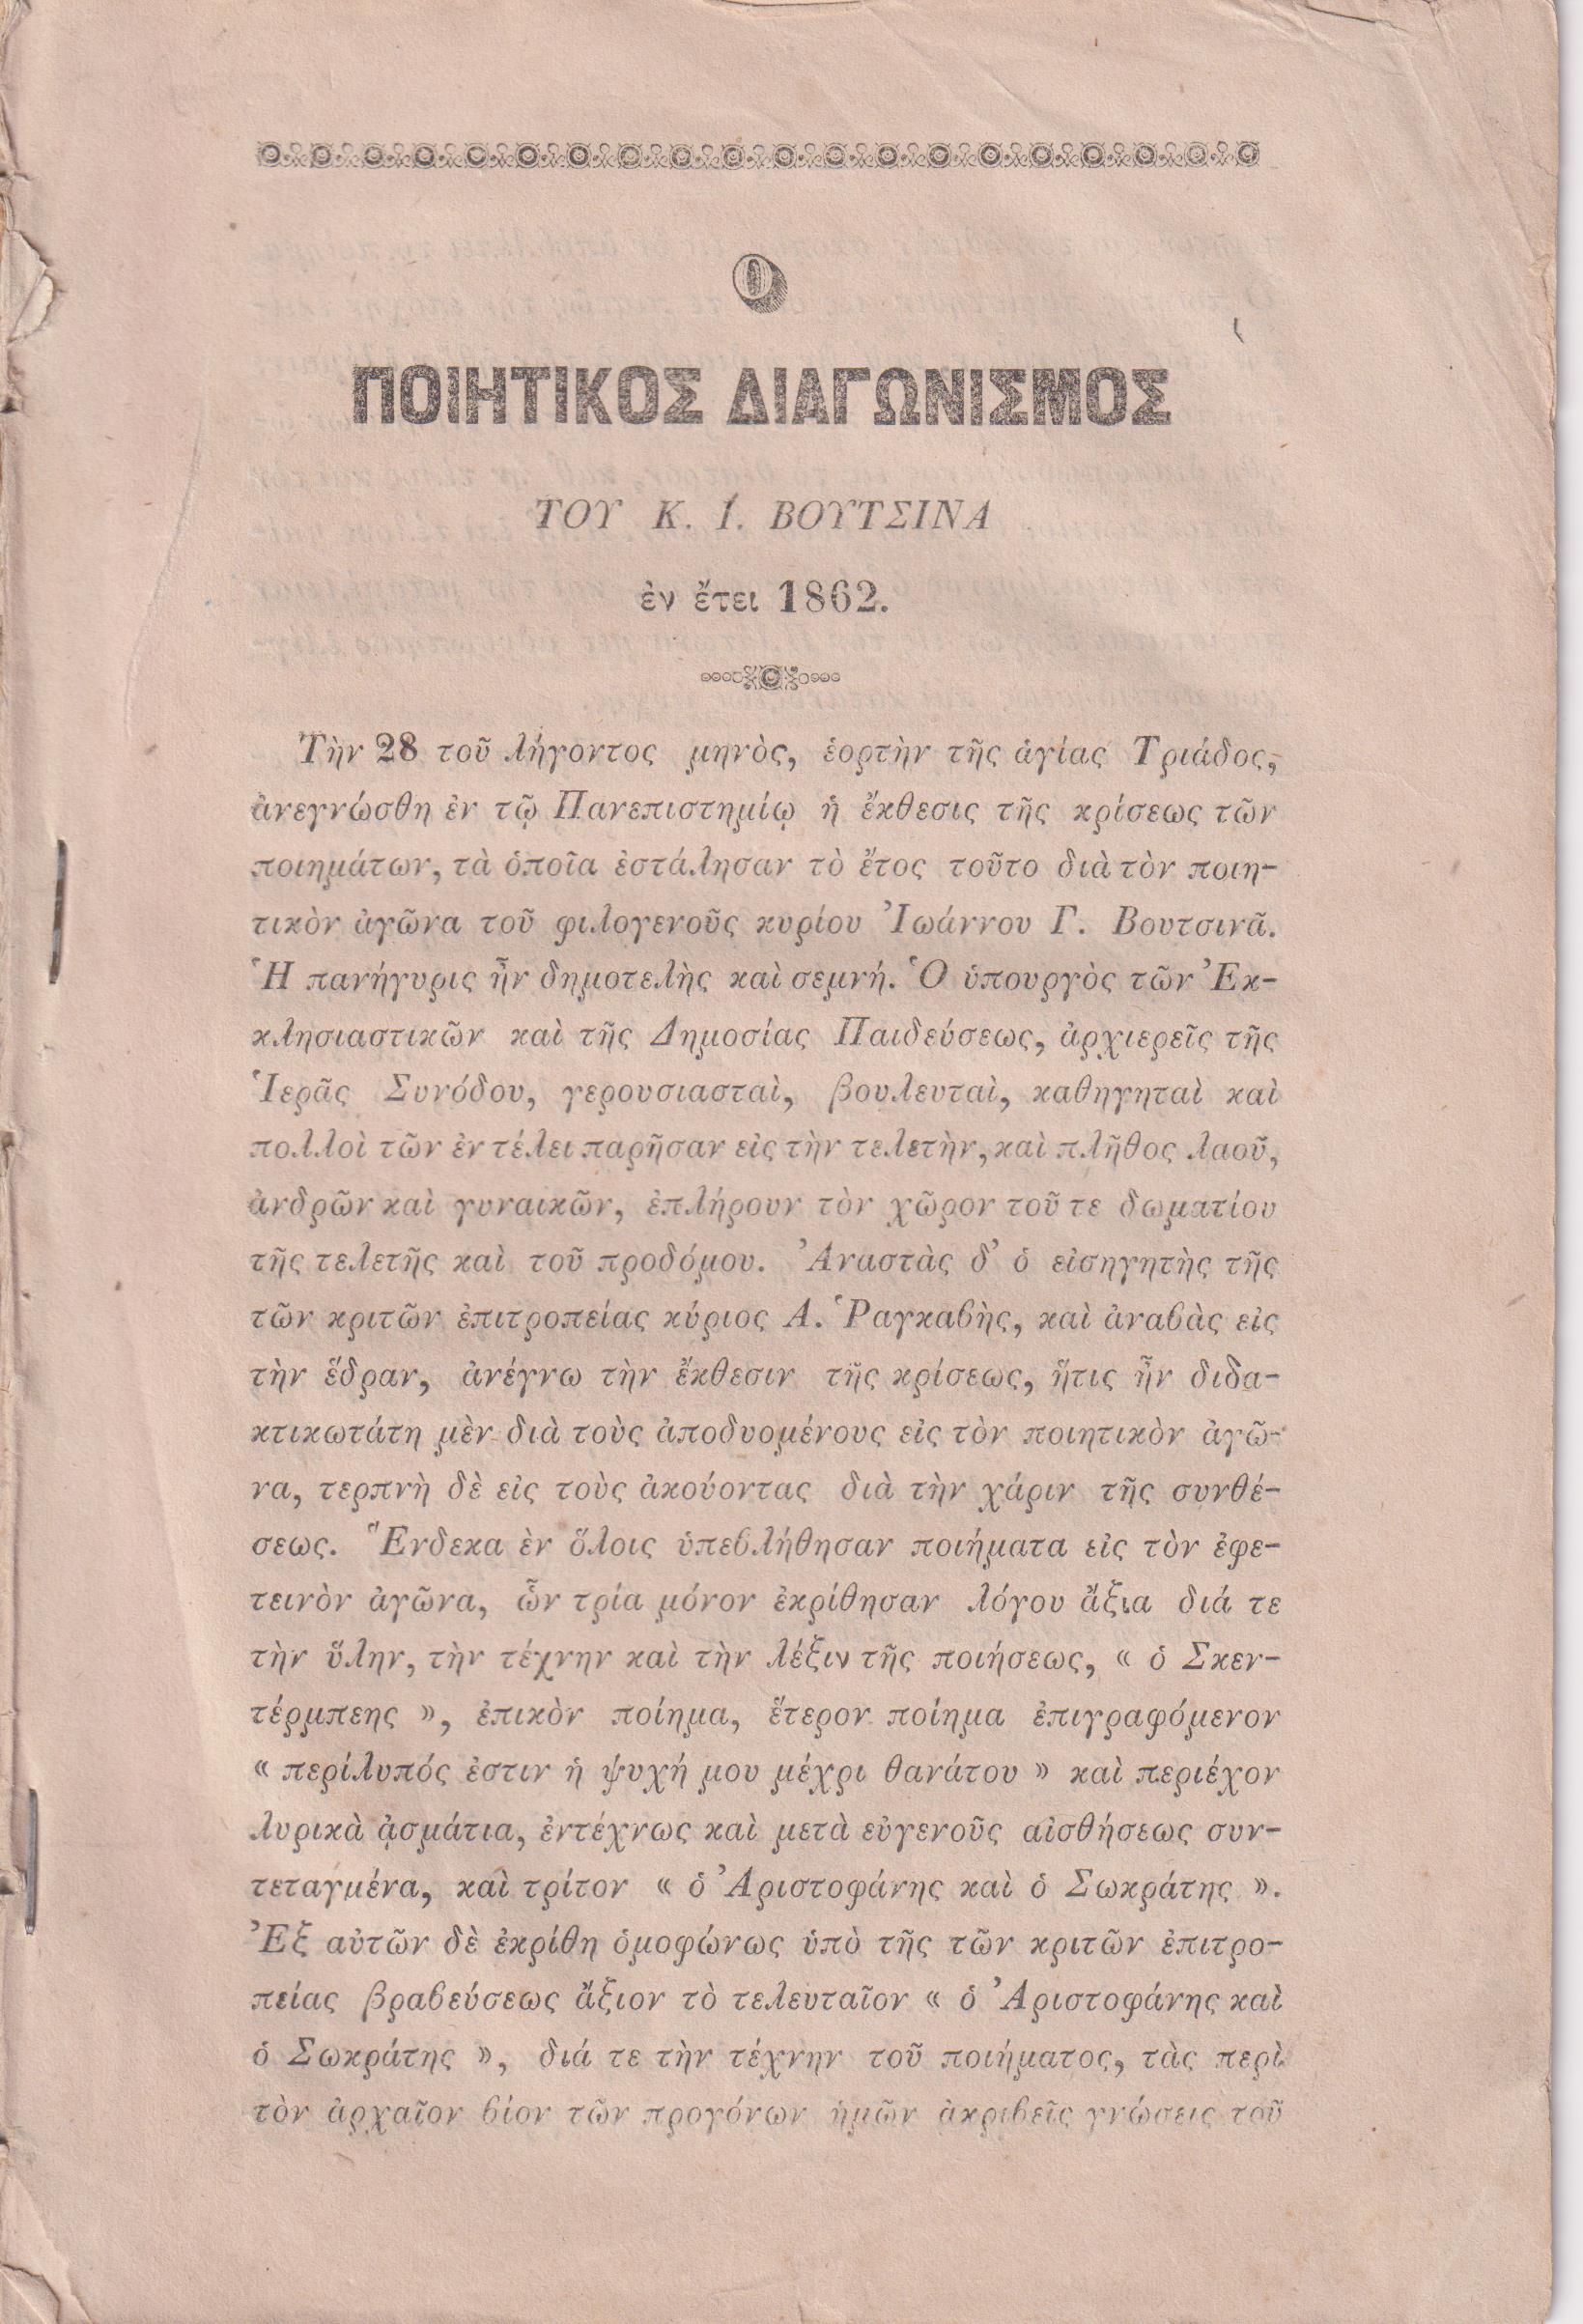 Ο
ΠΟΙΗΤΙΚΟΣ ΔΙΑΓΩΝΙΣΜΟΣ
ΤΟΥ Κ. Ι. ΒΟΥΤΣΙΝΑ
ἐν ἔτει 1862.
Τὴν 28 τοῦ λήγοντος μηνὸς, ἑορτὴν τῆς ἁγίας Τριάδος,
ἀνεγνώσθη ἐν τῷ Πανεπιστημίῳ ἡ ἔκθεσις τῆς κρίσεως τῶν
ποιημάτων, τὰ ὁποῖα ἐστάλησαν τὸ ἔτος τοῦτο διὰ τὸν ποιη-
τικὸν ἀγῶνα τοῦ φιλογενοῦς κυρίου Ἰωάννου Γ. Βουτσινᾶ.
Ἡ πανήγυρις ἦν δημοτελὴς καὶ σεμνή. Ὁ ὑπουργὸς τῶν Ἐκ-
κλησιαστικῶν καὶ τῆς Δημοσίας Παιδεύσεως, ἀρχιερεῖς τῆς
Ἱερᾶς Συνόδου, γερουσιασταὶ, βουλευταὶ, καθηγηταὶ καὶ
πολλοὶ τῶν ἐν τέλει παρῆσαν εἰς τὴν τελετὴν, καὶ πλῆθος λαοῦ,
ἀνδρῶν καὶ γυναικῶν, ἐπλήρουν τὸν χῶρον τοῦ τε δωματίου
τῆς τελετῆς καὶ τοῦ προδόμου. Ἀναστὰς δ’ ὁ εἰσηγητὴς τῆς
τῶν κριτῶν ἐπιτροπείας κύριος Α. Ῥαγκαβὴς, καὶ ἀναβὰς εἰς
τὴν ἕδραν, ἀνέγνω τὴν ἔκθεσιν τῆς κρίσεως, ἥτις ἦν διδα-
κτικωτάτη μὲν διὰ τοὺς ἀποδυομένους εἰς τὸν ποιητικὸν ἀγῶ-
να, τερπνὴ δὲ εἰς τοὺς ἀκούοντας διὰ τὴν χάριν τῆς συνθέ-
σεως. Ἕνδεκα ἐν ὅλοις ὑπεβλήθησαν ποιήματα εἰς τὸν ἐφε-
τεινὸν ἀγῶνα, ὧν τρία μόνον ἐκρίθησαν λόγου ἄξια διά τε
τὴν ὕλην, τὴν τέχνην καὶ τὴν λέξιν τῆς ποιήσεως, « ὁ Σκεν-
τέρμπεης », ἐπικὸν ποίημα, ἕτερον ποίημα ἐπιγραφόμενον
« περίλυπός ἐστιν ἡ ψυχή μου μέχρι θανάτου » καὶ περιέχον
λυρικὰ ᾀσμάτια, ἐντέχνως καὶ μετὰ εὐγενοῦς αἰσθήσεως συν-
τεταγμένα, καὶ τρίτον « ὁ Ἀριστοφάνης καὶ ὁ Σωκράτης ».
Ἐξ αὐτῶν δὲ ἐκρίθη ὁμοφώνως ὑπὸ τῆς τῶν κριτῶν ἐπιτρο-
πείας βραβεύσεως ἄξιον τὸ τελευταῖον « ὁ Ἀριστοφάνης καὶ
ὁ Σωκράτης », διά τε τὴν τέχνην τοῦ ποιήματος, τὰς περὶ
τὸν ἀρχαῖον βίον τῶν προγόνων ἡμῶν ἀκριβεῖς γνώσεις τοῦ